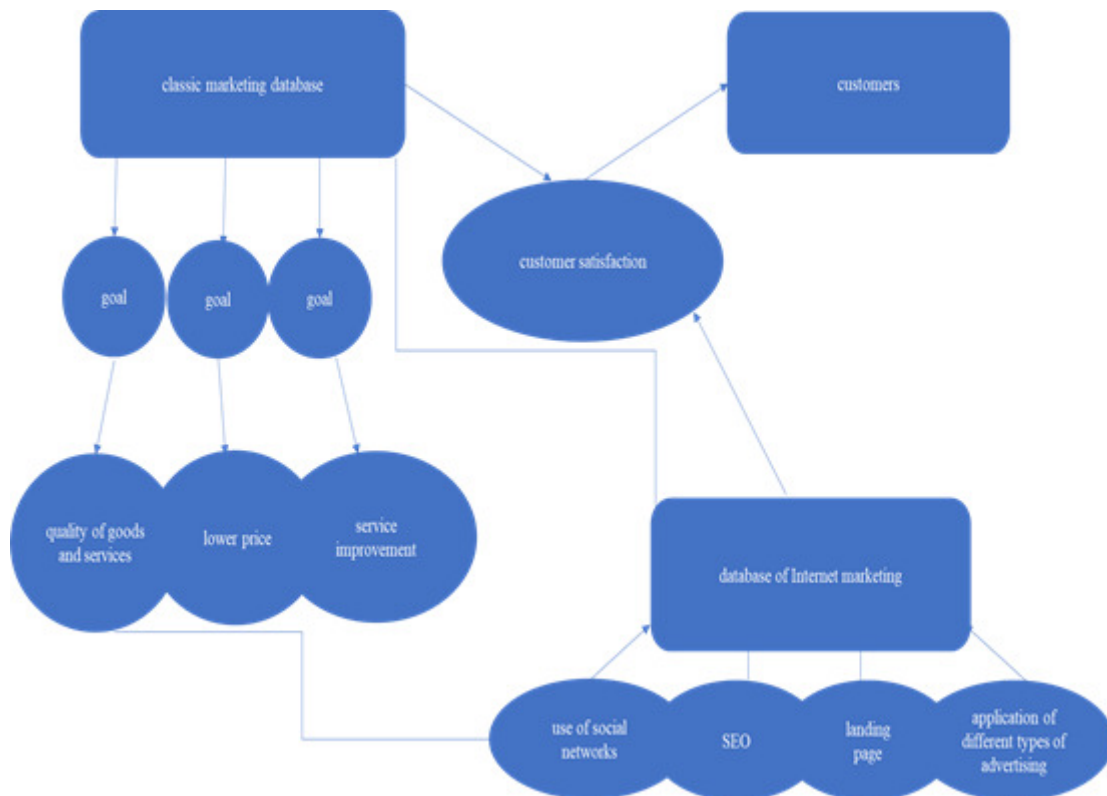 classic marketing database
customers
customer satisfaction
goal
goal
goal
quality of goods
and services
lower price
service
improvement
database of Internet marketing
use of social
networks
SEO
landing
page
application of
different types of
advertising